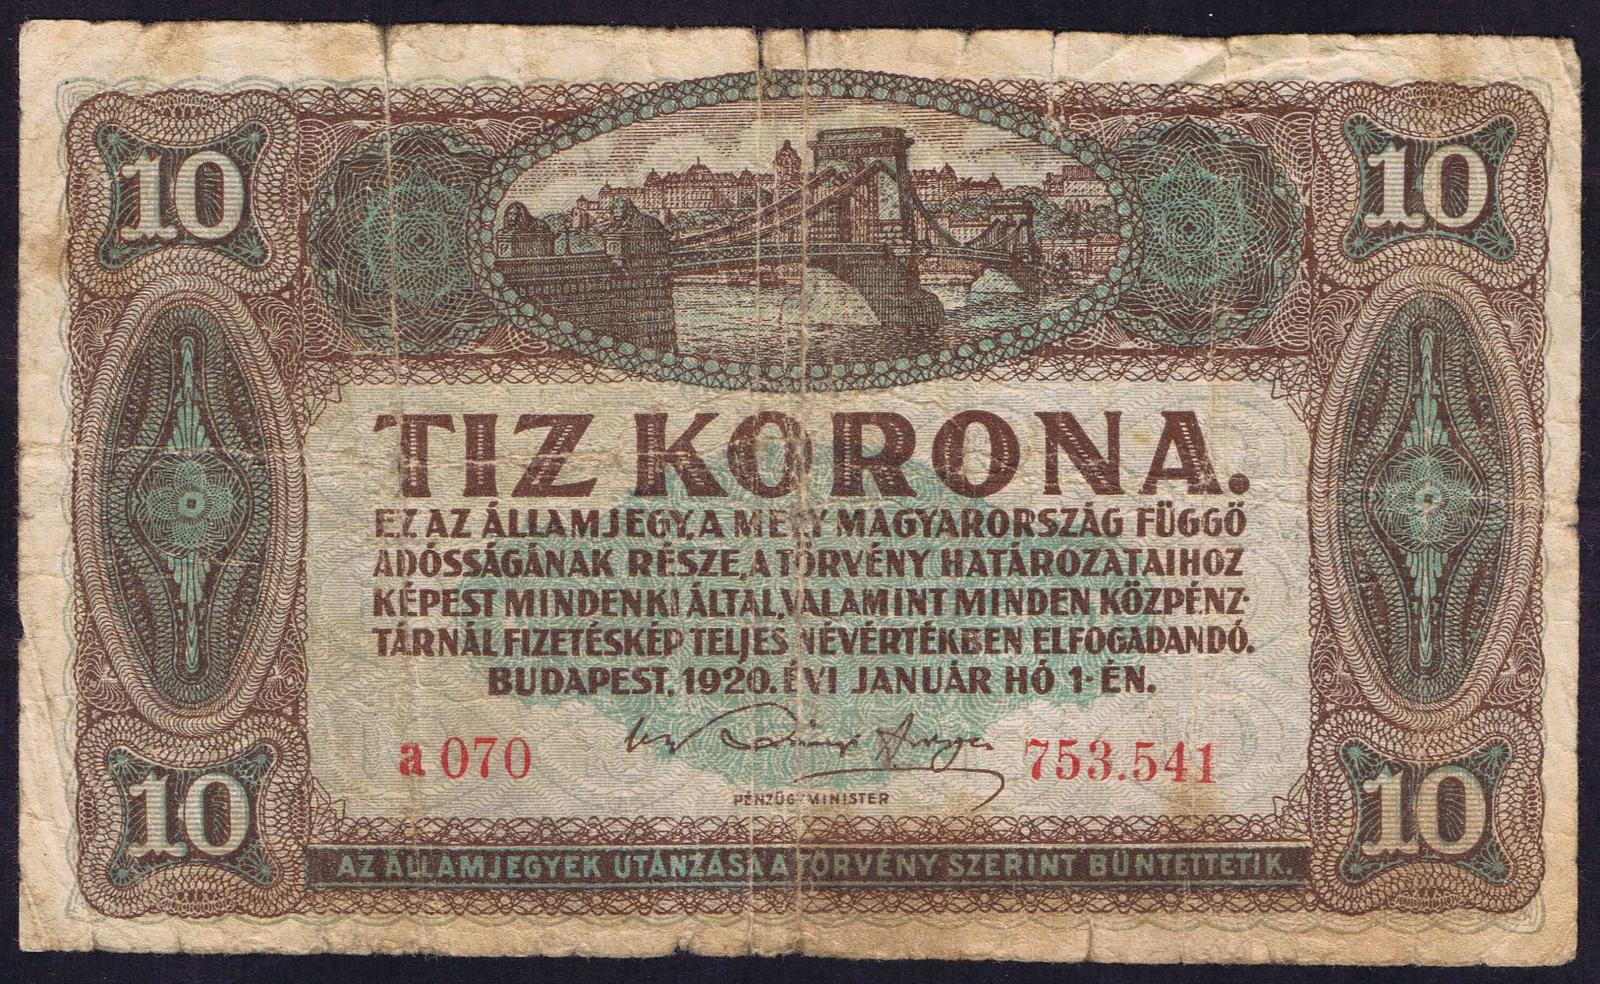 10 10
TIZ KORONA.
EZ AZ ÁLLAMJEGY, A MELY MAGYARORSZÁG FÜGGŐ
ADÓSSÁGÁNAK RÉSZE, A TÖRVÉNY HATÁROZATAIHOZ
KÉPEST MINDENKI ÁLTAL, VALAMINT MINDEN KÖZPÉNZ-
TÁRNÁL FIZETÉSKÉP TELJES NÉVÉRTÉKBEN ELFOGADANDÓ.
BUDAPEST, 1920. ÉVI JANUÁR HÓ 1-ÉN.
a 070 753.541
PÉNZÜGYMINISTER
10 10
AZ ÁLLAMJEGYEK UTÁNZÁSA A TÖRVÉNY SZERINT BÜNTETTETIK.